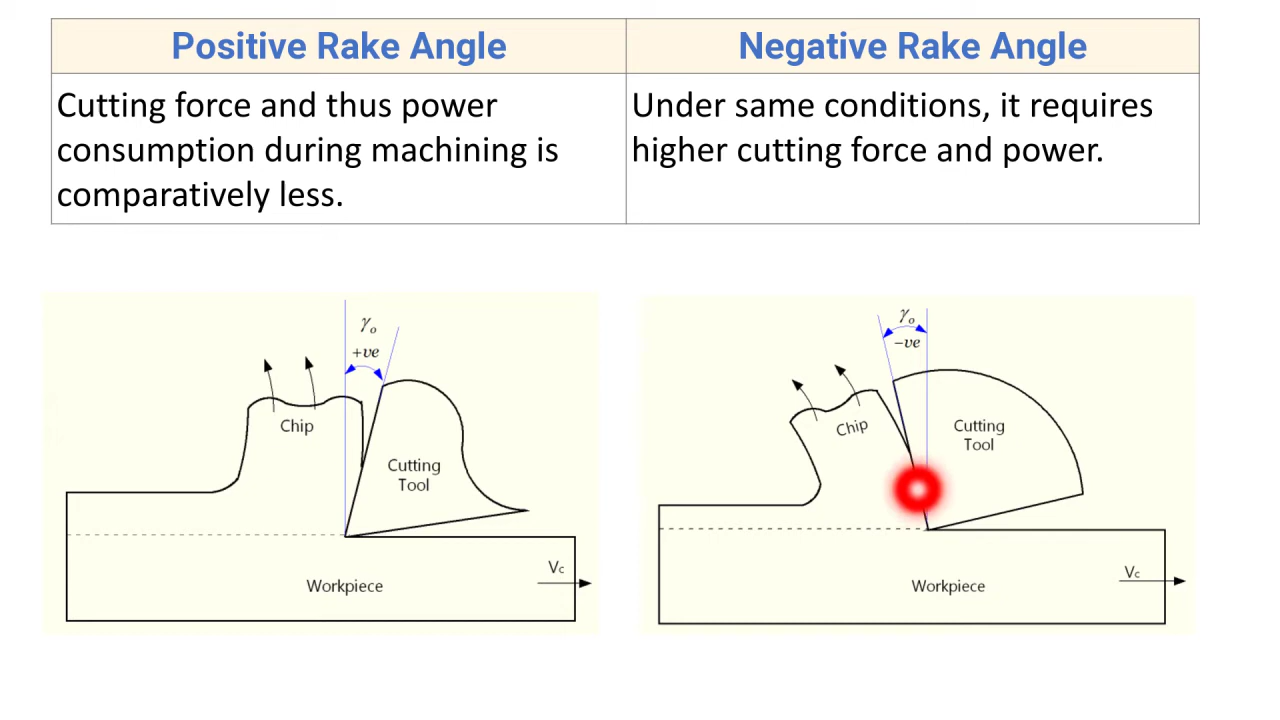 Positive Rake Angle
Negative Rake Angle
Cutting force and thus power
consumption during machining is
comparatively less.
Under same conditions, it requires
higher cutting force and power.
γₒ
+ve
Chip
Cutting
Tool
Workpiece
Vc
γₒ
−ve
Chip
Cutting
Tool
Workpiece
Vc